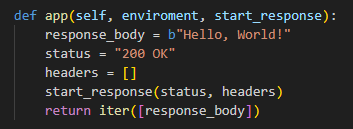 def app(self, enviroment, start_response):
    response_body = b"Hello, World!"
    status = "200 OK"
    headers = []
    start_response(status, headers)
    return iter([response_body])